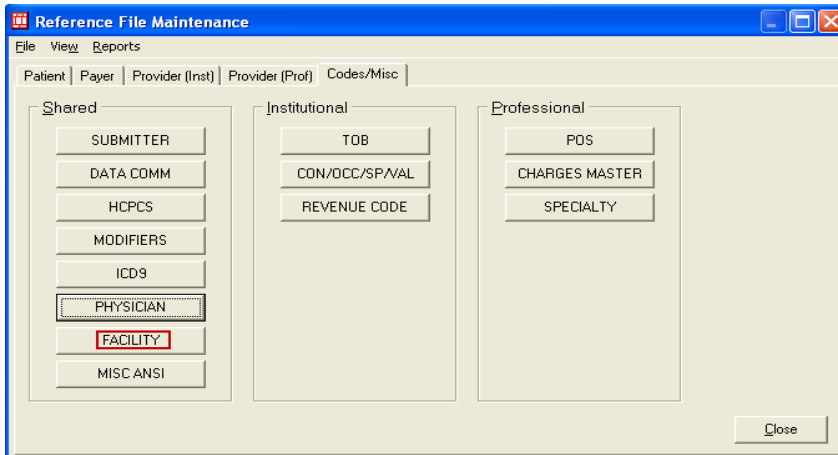 Reference File Maintenance
File View Reports
Patient Payer Provider (Inst) Provider (Prof) Codes/Misc
Shared
SUBMITTER
DATA COMM
HCPCS
MODIFIERS
ICD9
PHYSICIAN
FACILITY
MISC ANSI
Institutional
TOB
CON/OCC/SP/VAL
REVENUE CODE
Professional
POS
CHARGES MASTER
SPECIALTY
Close